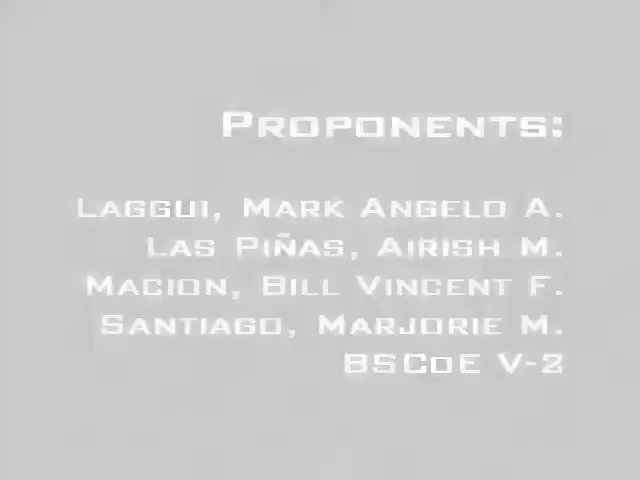 Proponents:
Laggui, Mark Angelo A.
Las Piñas, Airish M.
Macion, Bill Vincent F.
Santiago, Marjorie M.
BSCoE V-2